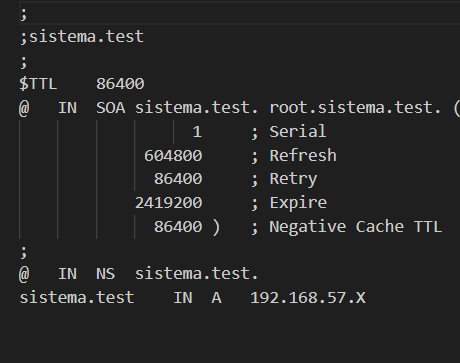 ;
;sistema.test
;
$TTL    86400
@   IN  SOA sistema.test. root.sistema.test. (
                  1     ; Serial
             604800     ; Refresh
              86400     ; Retry
            2419200     ; Expire
              86400 )   ; Negative Cache TTL
;
@   IN  NS  sistema.test.
sistema.test    IN  A   192.168.57.X